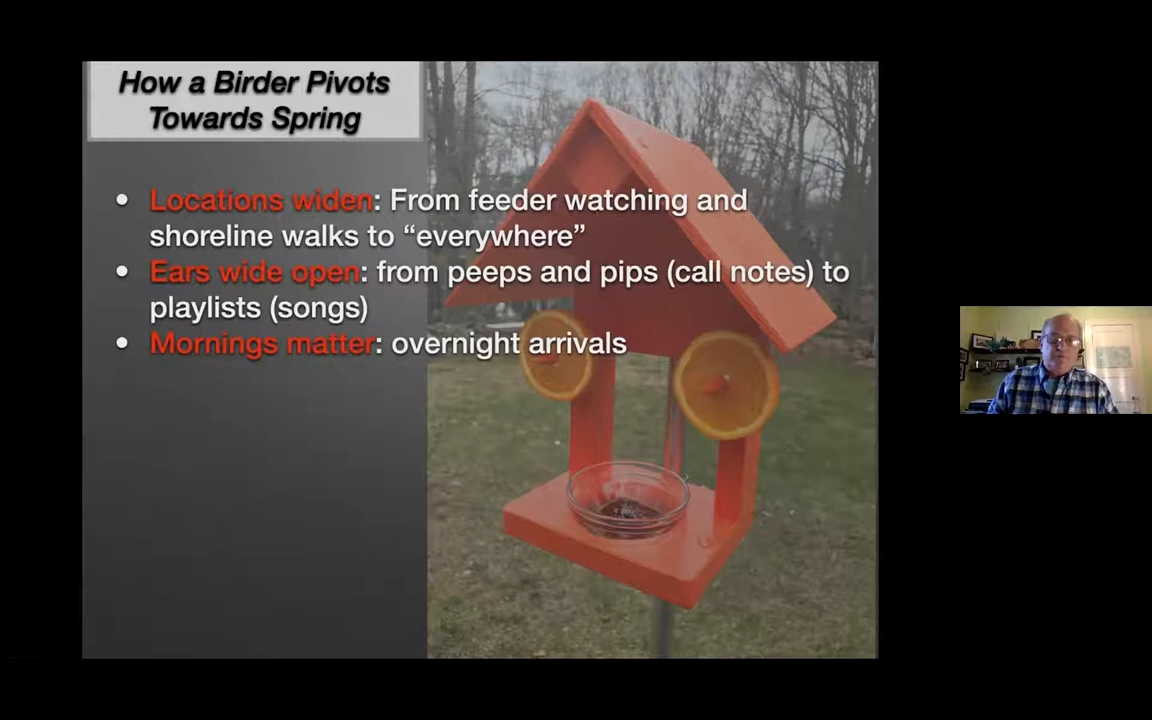 How a Birder Pivots
Towards Spring
• Locations widen: From feeder watching and
shoreline walks to “everywhere”
• Ears wide open: from peeps and pips (call notes) to
playlists (songs)
• Mornings matter: overnight arrivals